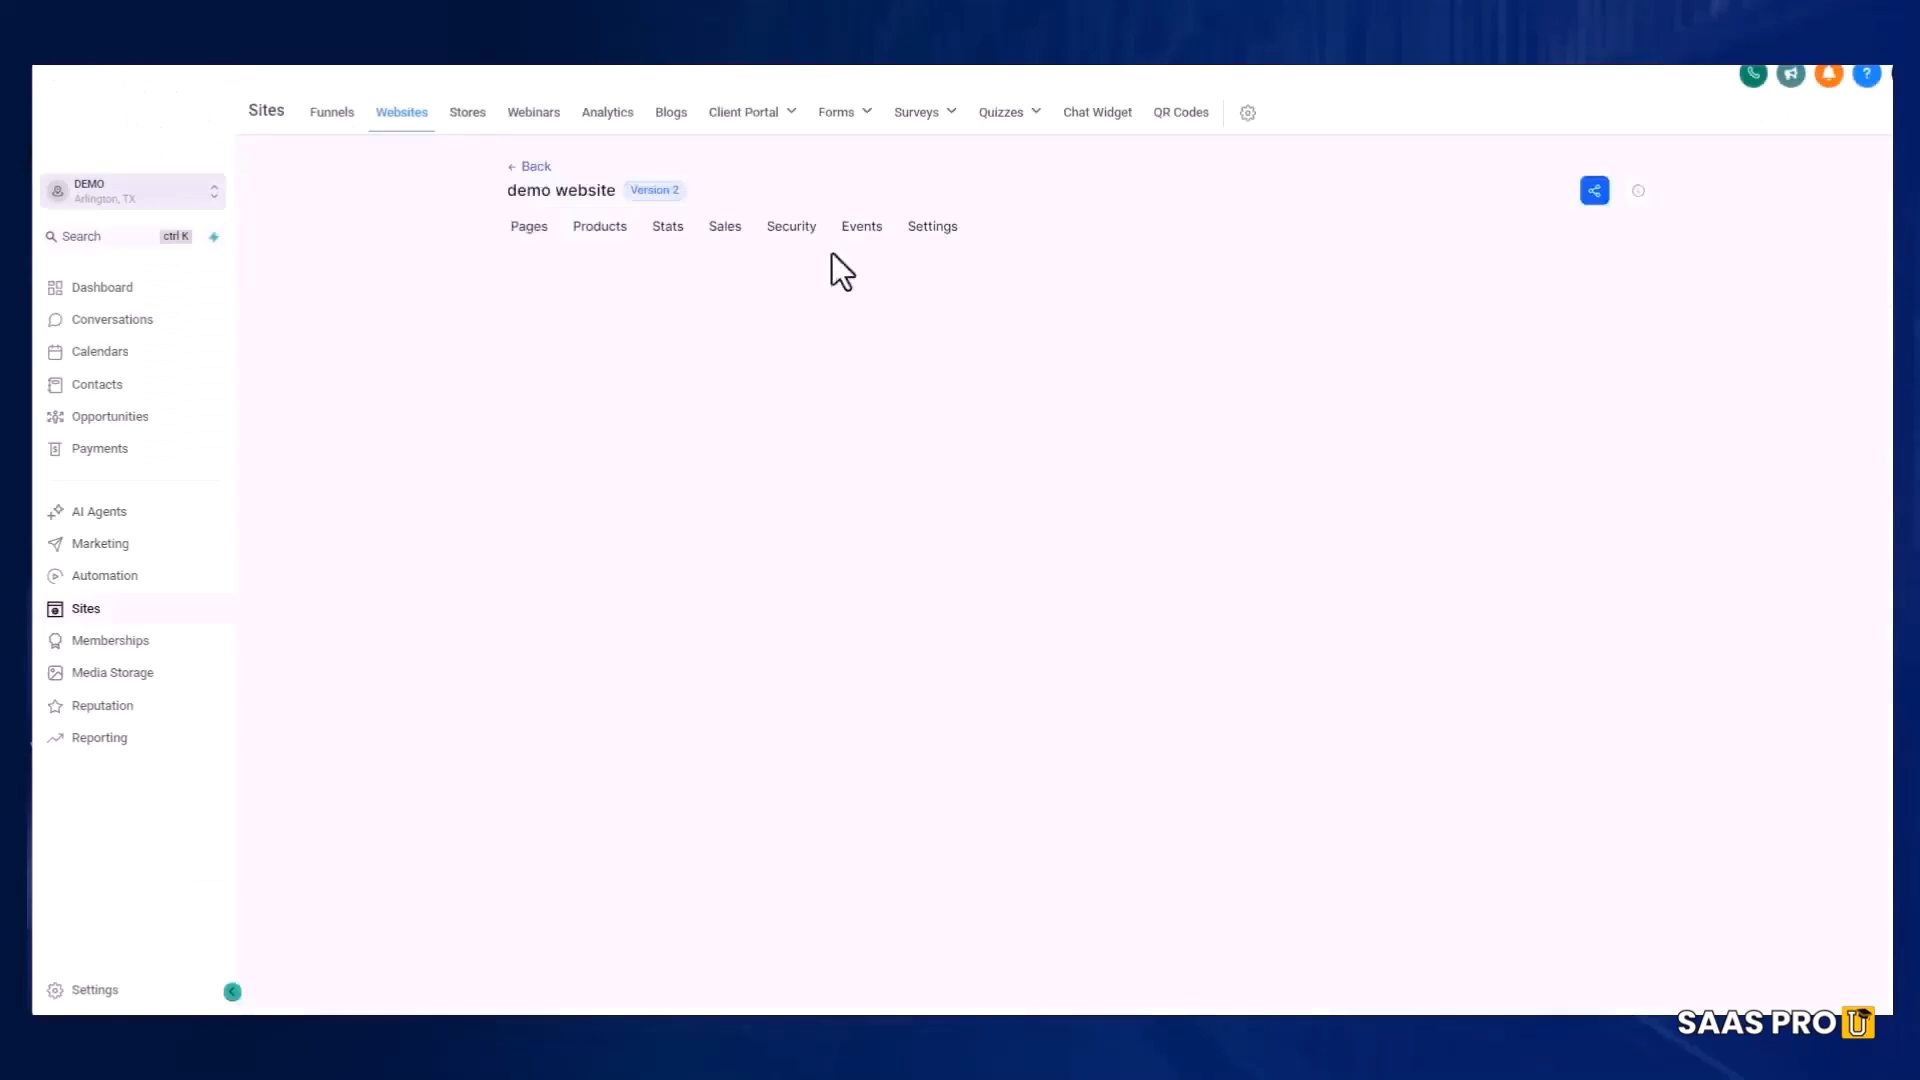 Sites Funnels Websites Stores Webinars Analytics Blogs Client Portal Forms Surveys Quizzes Chat Widget QR Codes
?
DEMO
Arlington, TX
Search ctrl K
Dashboard
Conversations
Calendars
Contacts
Opportunities
Payments
AI Agents
Marketing
Automation
Sites
Memberships
Media Storage
Reputation
Reporting
Settings
← Back
demo website Version 2
Pages Products Stats Sales Security Events Settings
SAAS PRO U